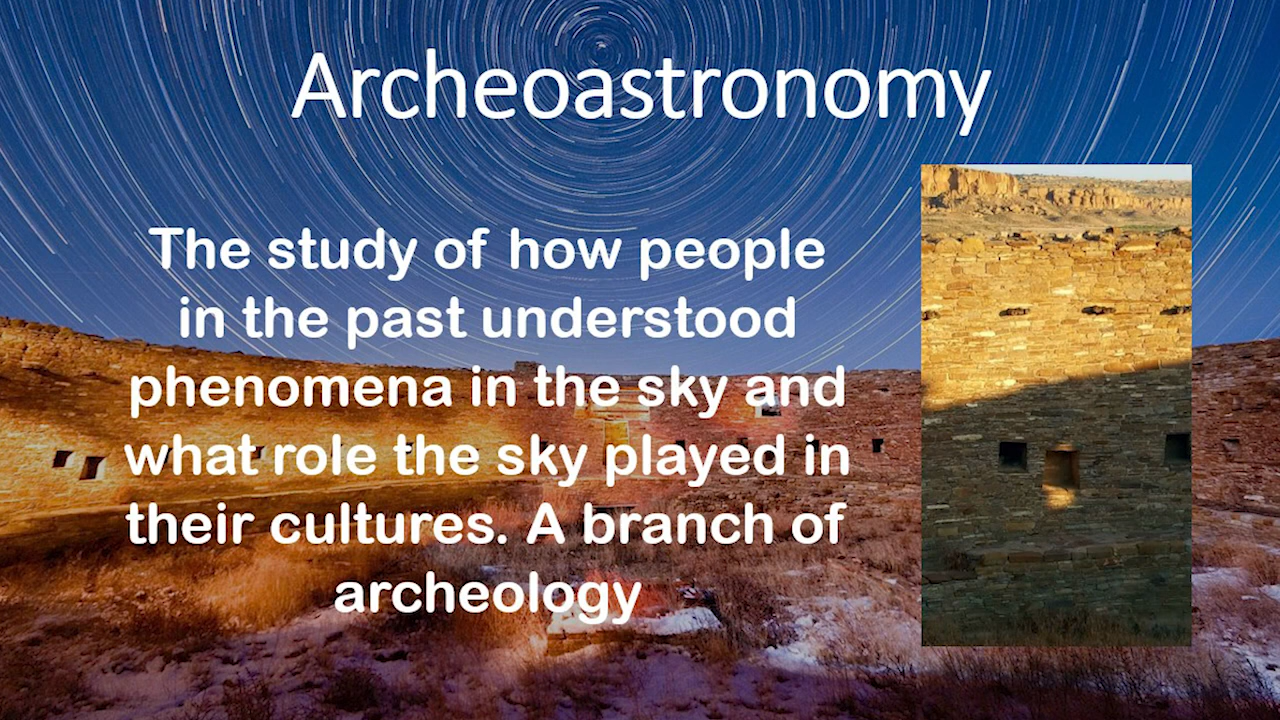 Archeoastronomy
The study of how people
in the past understood
phenomena in the sky and
what role the sky played in
their cultures. A branch of
archeology